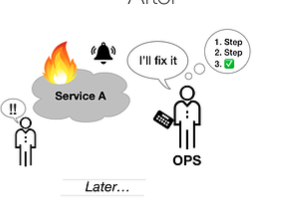 After
I'll fix it
1. Step
2. Step
3. ✅
Service A
!!
OPS
Later...